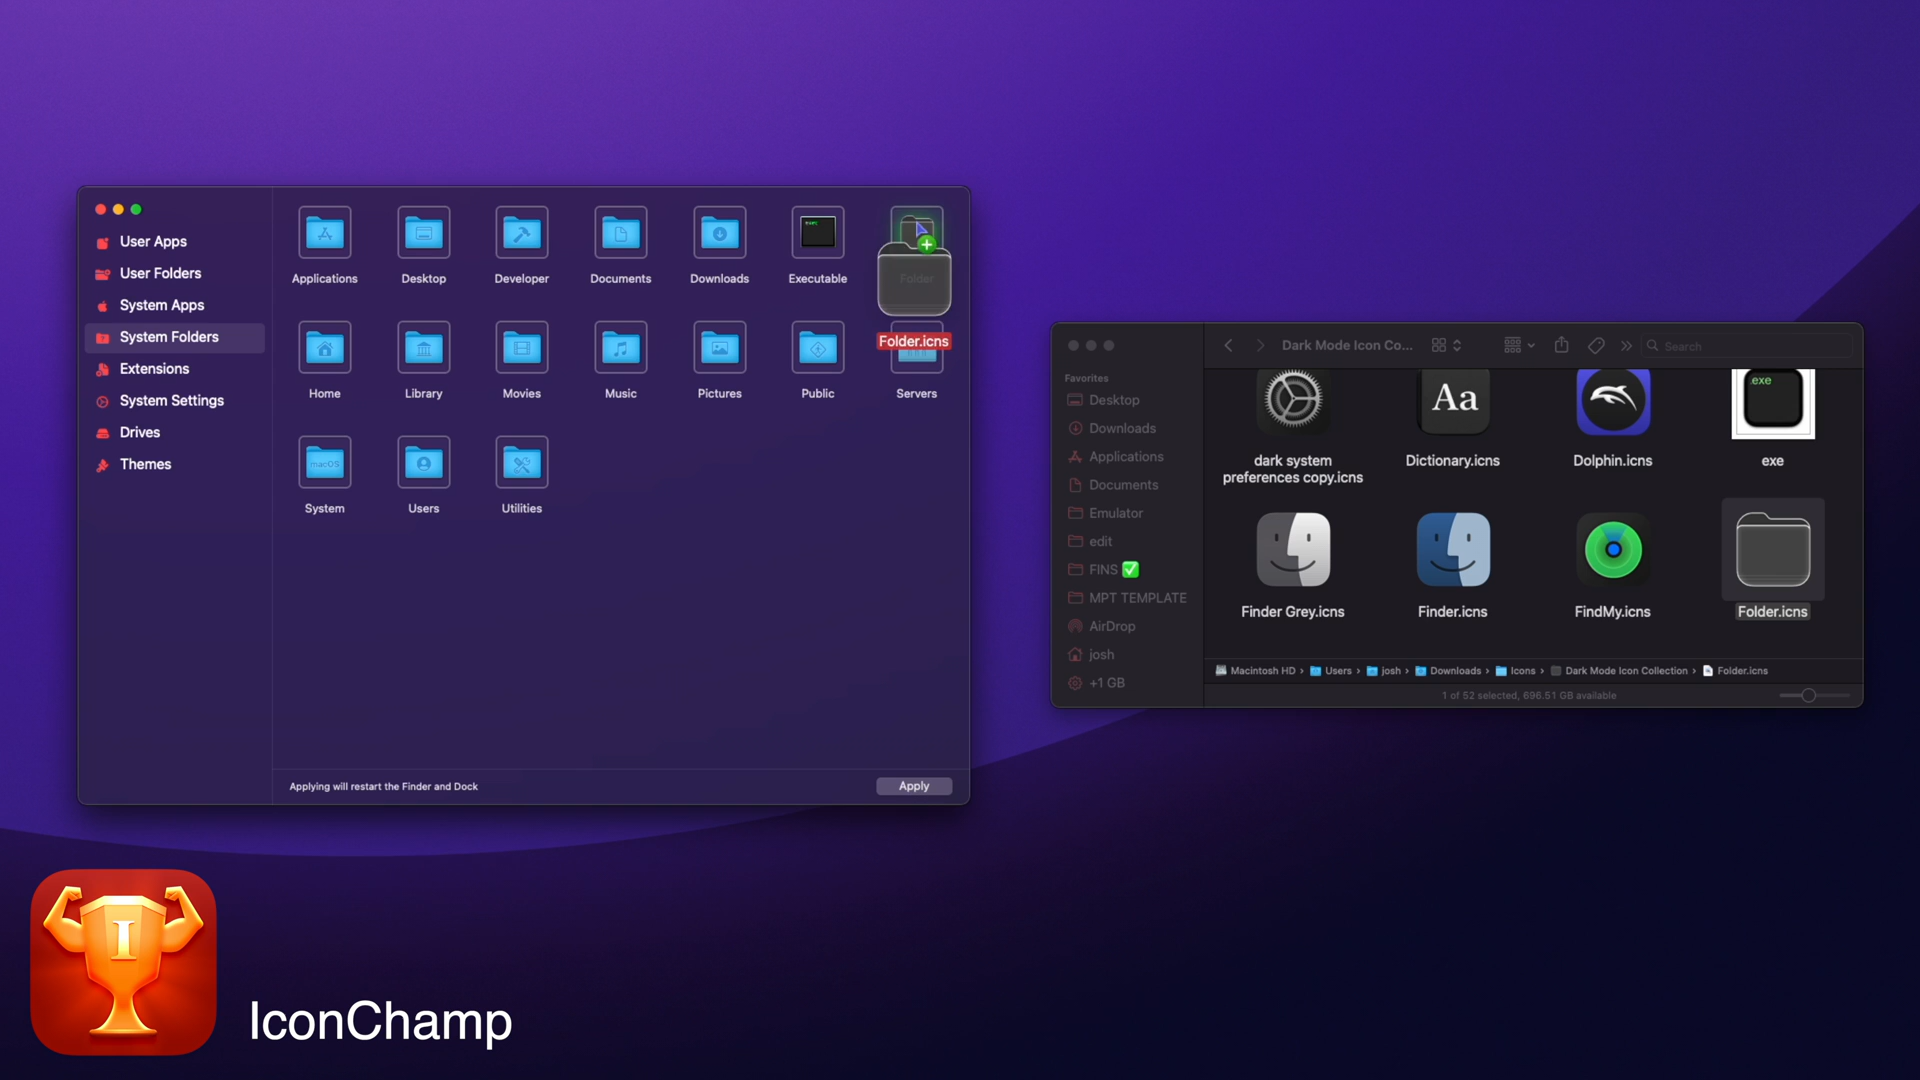 User Apps
User Folders
System Apps
System Folders
Extensions
System Settings
Drives
Themes
Applications
Desktop
Developer
Documents
Downloads
Executable
Folder
Folder.icns
Home
Library
Movies
Music
Pictures
Public
Servers
macOS
System
Users
Utilities
Applying will restart the Finder and Dock
Apply
Dark Mode Icon Co...
Search
Favorites
Desktop
Downloads
Applications
Documents
Emulator
edit
FINS ✅
MPT TEMPLATE
AirDrop
josh
+1 GB
Aa
.exe
dark system
preferences copy.icns
Dictionary.icns
Dolphin.icns
exe
Finder Grey.icns
Finder.icns
FindMy.icns
Folder.icns
Macintosh HD › Users › josh › Downloads › Icons › Dark Mode Icon Collection › Folder.icns
1 of 52 selected, 696.51 GB available
I
IconChamp